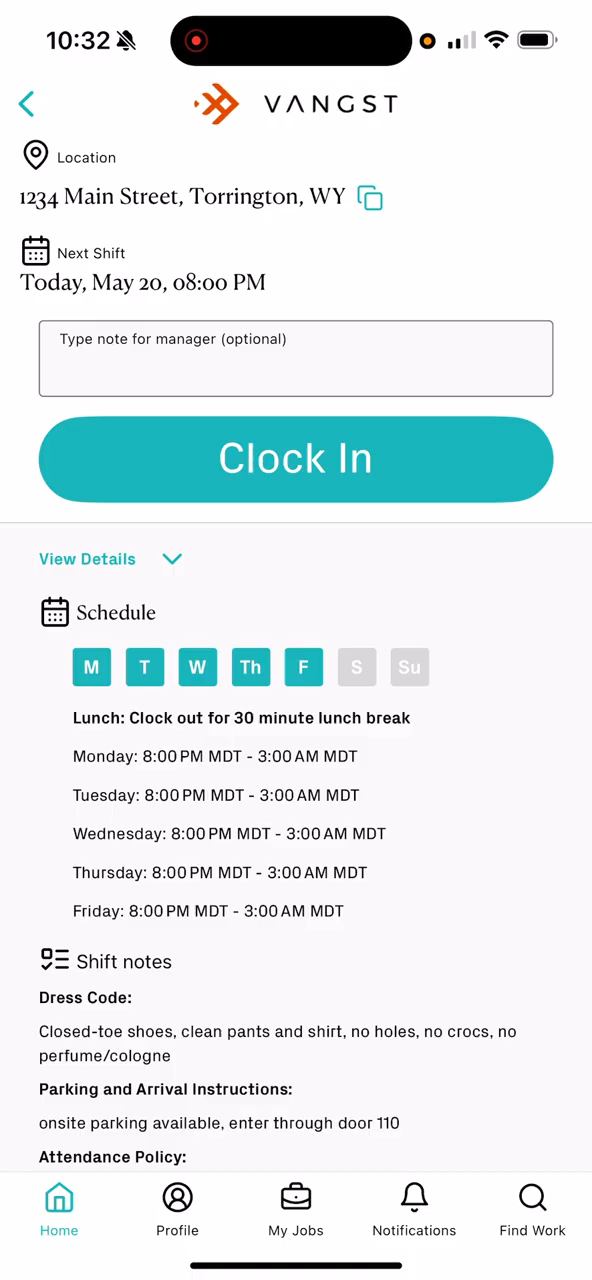 10:32
VANGST
Location
1234 Main Street, Torrington, WY
Next Shift
Today, May 20, 08:00 PM
Type note for manager (optional)
Clock In
View Details
Schedule
M T W Th F S Su
Lunch: Clock out for 30 minute lunch break
Monday: 8:00 PM MDT - 3:00 AM MDT
Tuesday: 8:00 PM MDT - 3:00 AM MDT
Wednesday: 8:00 PM MDT - 3:00 AM MDT
Thursday: 8:00 PM MDT - 3:00 AM MDT
Friday: 8:00 PM MDT - 3:00 AM MDT
Shift notes
Dress Code:
Closed-toe shoes, clean pants and shirt, no holes, no crocs, no
perfume/cologne
Parking and Arrival Instructions:
onsite parking available, enter through door 110
Attendance Policy:
Home Profile My Jobs Notifications Find Work